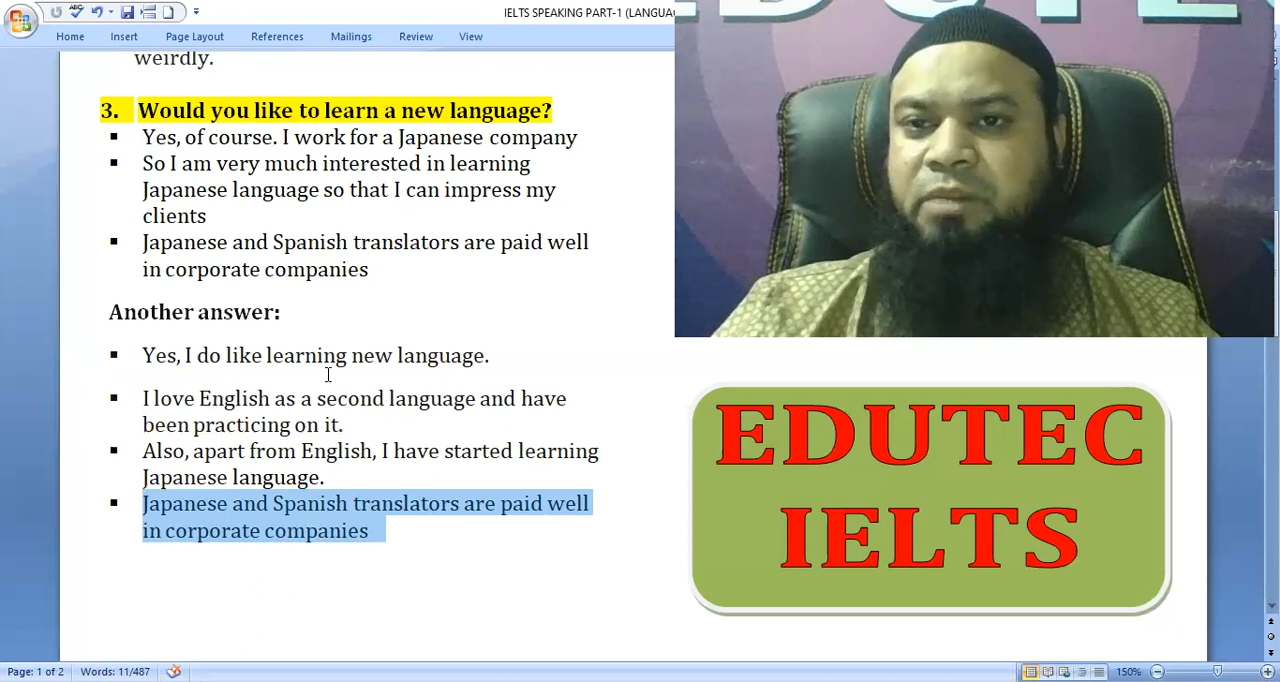 IELTS SPEAKING PART-1 (LANGUA
Home Insert Page Layout References Mailings Review View
weirdly.
3. Would you like to learn a new language?
▪ Yes, of course. I work for a Japanese company
▪ So I am very much interested in learning
Japanese language so that I can impress my
clients
▪ Japanese and Spanish translators are paid well
in corporate companies
Another answer:
▪ Yes, I do like learning new language.
▪ I love English as a second language and have
been practicing on it.
▪ Also, apart from English, I have started learning
Japanese language.
▪ Japanese and Spanish translators are paid well
in corporate companies
EDUTEC
IELTS
Page: 1 of 2 Words: 11/487 150%